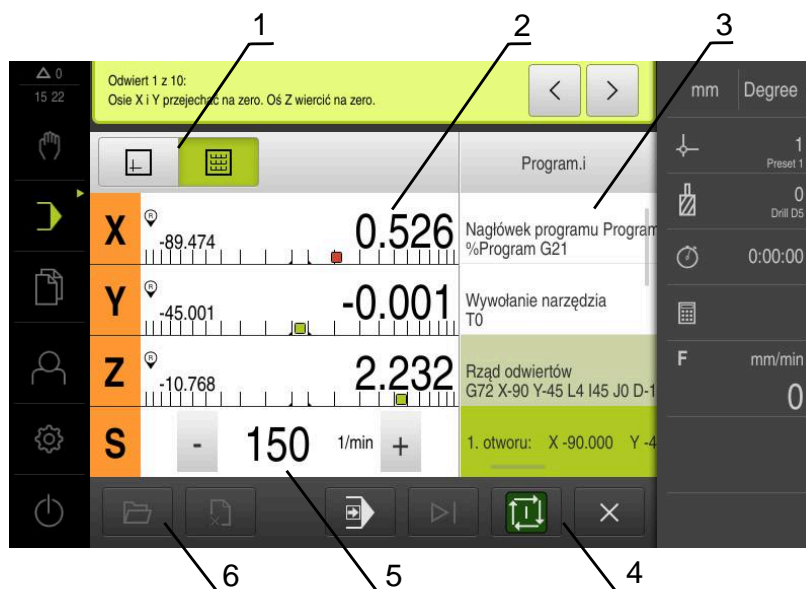 1
2
3
0
15 22
Odwiert 1 z 10:
Osie X i Y przejechać na zero. Oś Z wiercić na zero.
<
>
mm
Degree
Program.i
1
Preset 1
0
Drill D5
0:00:00
F
mm/min
0
X
R
-89.474
0.526
Nagłówek programu Program
%Program G21
Y
R
-45.001
-0.001
Wywołanie narzędzia
T0
Z
R
-10.768
2.232
Rząd odwiertów
G72 X-90 Y-45 L4 I45 J0 D-1
S
-
150
1/min
+
1. otworu: X -90.000 Y -4
6
5
4